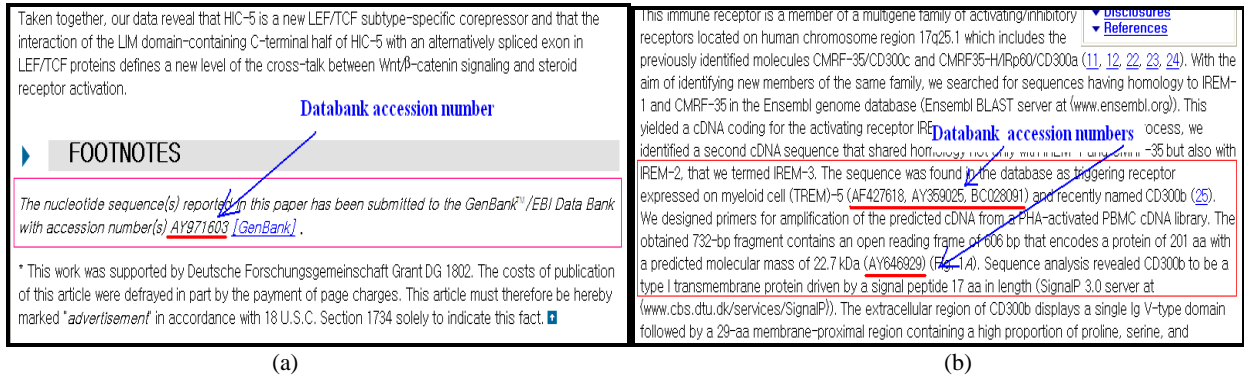 Taken together, our data reveal that HIC-5 is a new LEF/TCF subtype-specific corepressor and that the
interaction of the LIM domain-containing C-terminal half of HIC-5 with an alternatively spliced exon in
LEF/TCF proteins defines a new level of the cross-talk between Wnt/β-catenin signaling and steroid
receptor activation.
Databank accession number
FOOTNOTES
The nucleotide sequence(s) reported in this paper has been submitted to the GenBank™/EBI Data Bank
with accession number(s) AY971603 [GenBank] .
* This work was supported by Deutsche Forschungsgemeinschaft Grant DG 1802. The costs of publication
of this article were defrayed in part by the payment of page charges. This article must therefore be hereby
marked "advertisement" in accordance with 18 U.S.C. Section 1734 solely to indicate this fact.
(a)
Disclosures
References
This immune receptor is a member of a multigene family of activating/inhibitory
receptors located on human chromosome region 17q25.1 which includes the
previously identified molecules CMRF-35/CD300c and CMRF35-H/IRp60/CD300a (11, 12, 22, 23, 24). With the
aim of identifying new members of the same family, we searched for sequences having homology to IREM-
1 and CMRF-35 in the Ensembl genome database (Ensembl BLAST server at (www.ensembl.org)). This
yielded a cDNA coding for the activating receptor
Databank accession numbers
ocess, we
identified a second cDNA sequence that shared homology not only with -35 but also with
IREM-2, that we termed IREM-3. The sequence was found in the database as triggering receptor
expressed on myeloid cell (TREM)-5 (AF427618, AY359025, BC028091) and recently named CD300b (25).
We designed primers for amplification of the predicted cDNA from a PHA-activated PBMC cDNA library. The
obtained 732-bp fragment contains an open reading frame of 606 bp that encodes a protein of 201 aa with
a predicted molecular mass of 22.7 kDa (AY646929) (Fig. 1A). Sequence analysis revealed CD300b to be a
type I transmembrane protein driven by a signal peptide 17 aa in length (SignalP 3.0 server at
(www.cbs.dtu.dk/services/SignalP)). The extracellular region of CD300b displays a single Ig V-type domain
followed by a 29-aa membrane-proximal region containing a high proportion of proline, serine, and
(b)